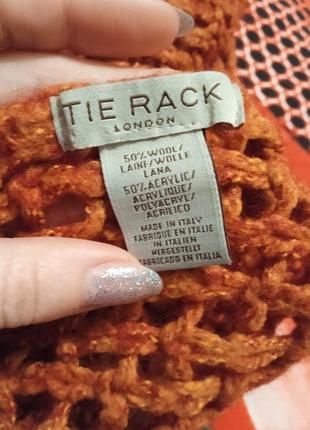 TIE RACK
LONDON
50% WOOL/
LAINE/WOLLE
LANA
50% ACRYLIC/
ACRYLIQUE/
POLYACRYL/
ACRILICO
MADE IN ITALY
FABRIQUE EN ITALIE
IN ITALIEN
HERGESTELLT
FABRICADO EN ITALIA